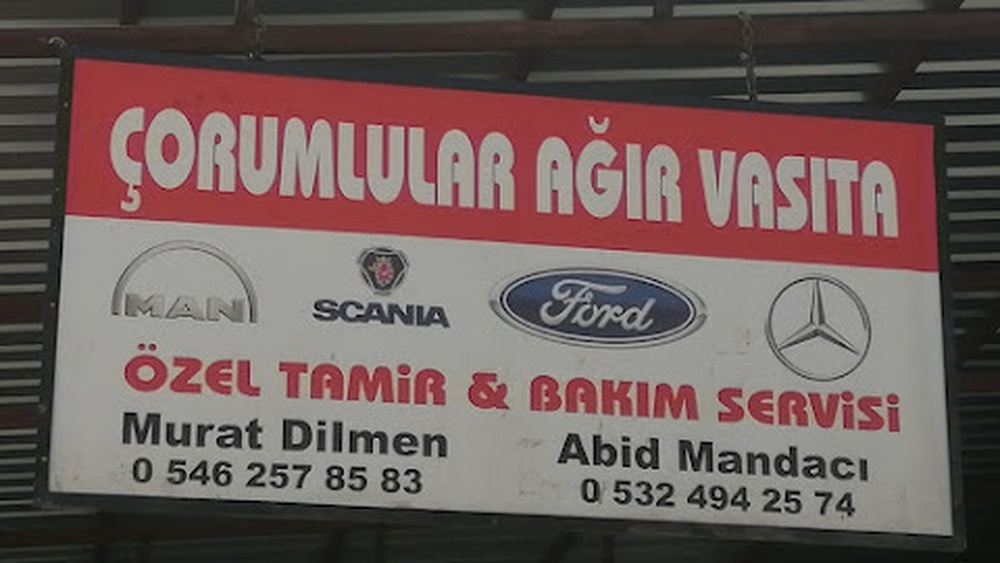 ÇORUMLULAR AĞIR VASITA
MAN SCANIA Ford
ÖZEL TAMİR & BAKIM SERVİSİ
Murat Dilmen Abid Mandacı
0 546 257 85 83 0 532 494 25 74